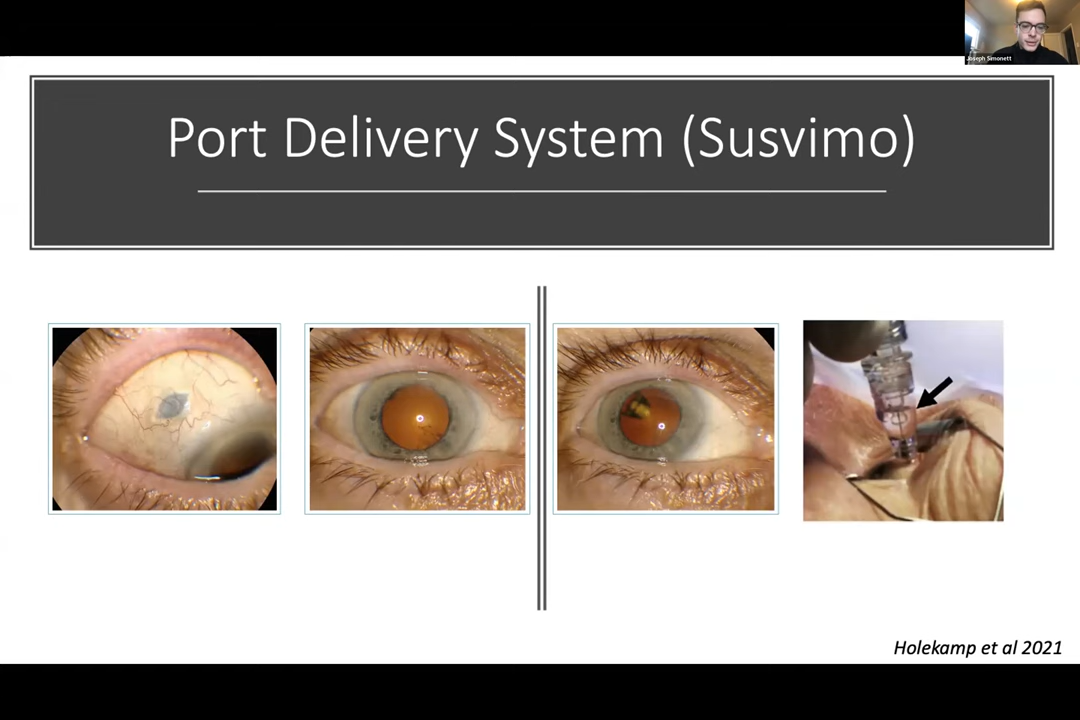 Joseph Simonett
Port Delivery System (Susvimo)
Holekamp et al 2021